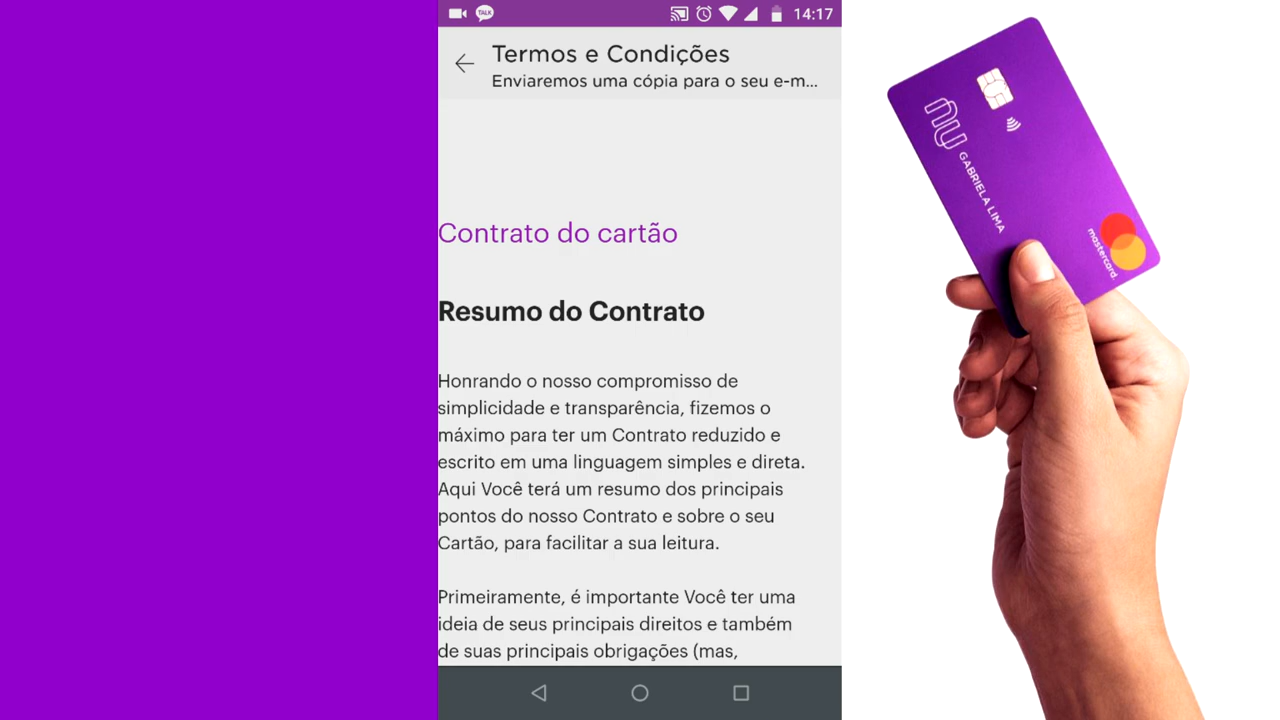 TALK
14:17
Termos e Condições
Enviaremos uma cópia para o seu e-m...
Contrato do cartão
Resumo do Contrato
Honrando o nosso compromisso de
simplicidade e transparência, fizemos o
máximo para ter um Contrato reduzido e
escrito em uma linguagem simples e direta.
Aqui Você terá um resumo dos principais
pontos do nosso Contrato e sobre o seu
Cartão, para facilitar a sua leitura.
Primeiramente, é importante Você ter uma
ideia de seus principais direitos e também
de suas principais obrigações (mas,
nu
GABRIELA LIMA
mastercard.